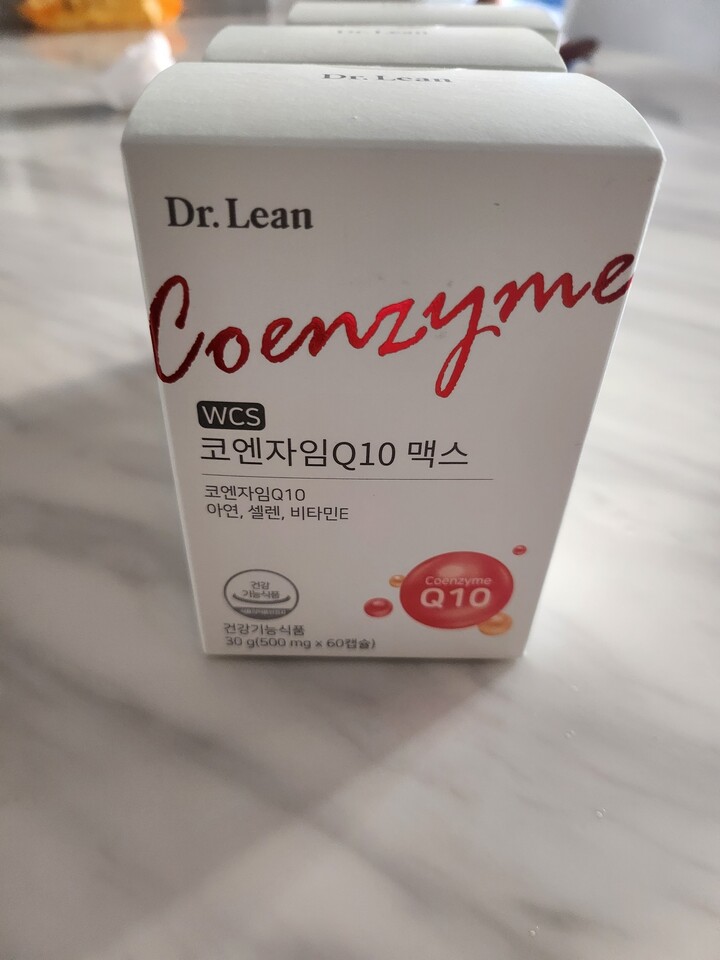 Dr. Lean
Dr. Lean
Dr. Lean
Coenzyme
WCS
코엔자임Q10 맥스
코엔자임Q10
아연, 셀렌, 비타민E
건강
기능식품
Coenzyme
Q10
건강기능식품
30 g(500 mg x 60캡슐)